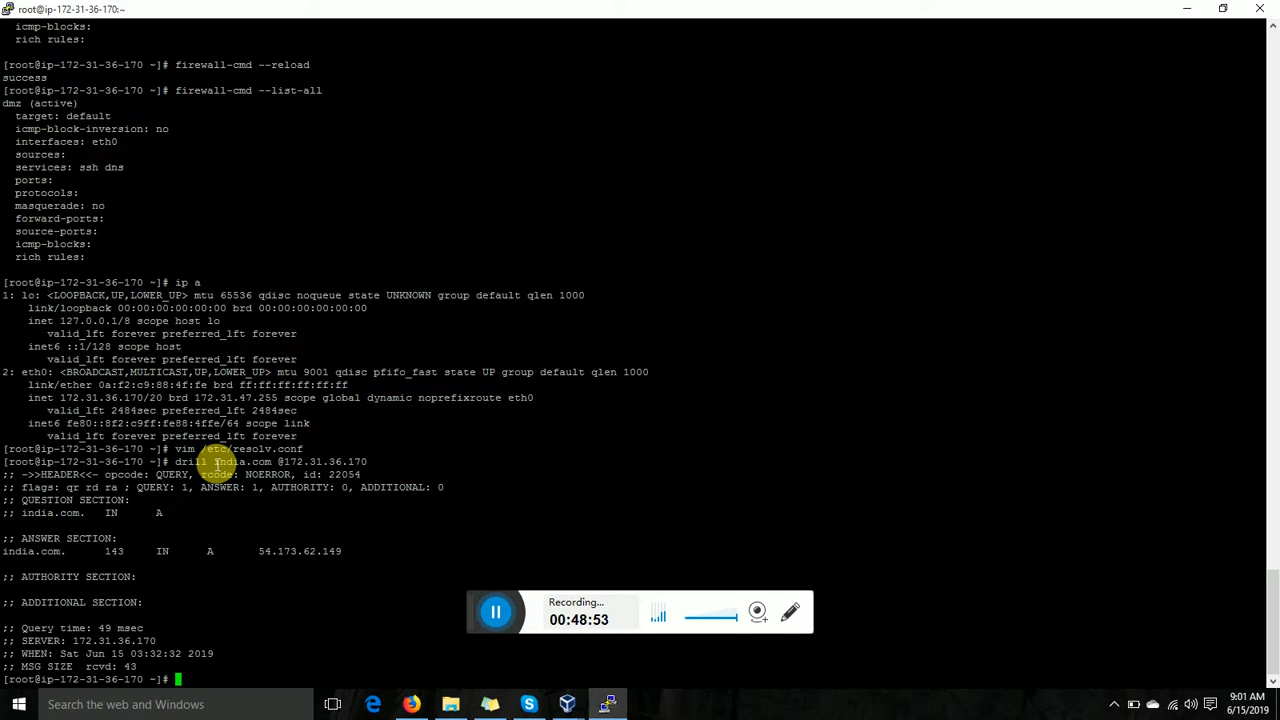 root@ip-172-31-36-170:~
icmp-blocks:
rich rules:
[root@ip-172-31-36-170 ~]# firewall-cmd --reload
success
[root@ip-172-31-36-170 ~]# firewall-cmd --list-all
dmz (active)
target: default
icmp-block-inversion: no
interfaces: eth0
sources:
services: ssh dns
ports:
protocols:
masquerade: no
forward-ports:
source-ports:
icmp-blocks:
rich rules:
[root@ip-172-31-36-170 ~]# ip a
1: lo: <LOOPBACK,UP,LOWER_UP> mtu 65536 qdisc noqueue state UNKNOWN group default qlen 1000
link/loopback 00:00:00:00:00:00 brd 00:00:00:00:00:00
inet 127.0.0.1/8 scope host lo
valid_lft forever preferred_lft forever
inet6 ::1/128 scope host
valid_lft forever preferred_lft forever
2: eth0: <BROADCAST,MULTICAST,UP,LOWER_UP> mtu 9001 qdisc pfifo_fast state UP group default qlen 1000
link/ether 0a:f2:c9:88:4f:fe brd ff:ff:ff:ff:ff:ff
inet 172.31.36.170/20 brd 172.31.47.255 scope global dynamic noprefixroute eth0
valid_lft 2484sec preferred_lft 2484sec
inet6 fe80::8f2:c9ff:fe88:4ffe/64 scope link
valid_lft forever preferred_lft forever
[root@ip-172-31-36-170 ~]# vim /etc/resolv.conf
[root@ip-172-31-36-170 ~]# drill india.com @172.31.36.170
;; ->>HEADER<<- opcode: QUERY, rcode: NOERROR, id: 22054
;; flags: qr rd ra ; QUERY: 1, ANSWER: 1, AUTHORITY: 0, ADDITIONAL: 0
;; QUESTION SECTION:
;; india.com. IN A
;; ANSWER SECTION:
india.com. 143 IN A 54.173.62.149
;; AUTHORITY SECTION:
;; ADDITIONAL SECTION:
;; Query time: 49 msec
;; SERVER: 172.31.36.170
;; WHEN: Sat Jun 15 03:32:32 2019
;; MSG SIZE rcvd: 43
[root@ip-172-31-36-170 ~]#
Recording...
00:48:53
Search the web and Windows
9:01 AM
6/15/2019